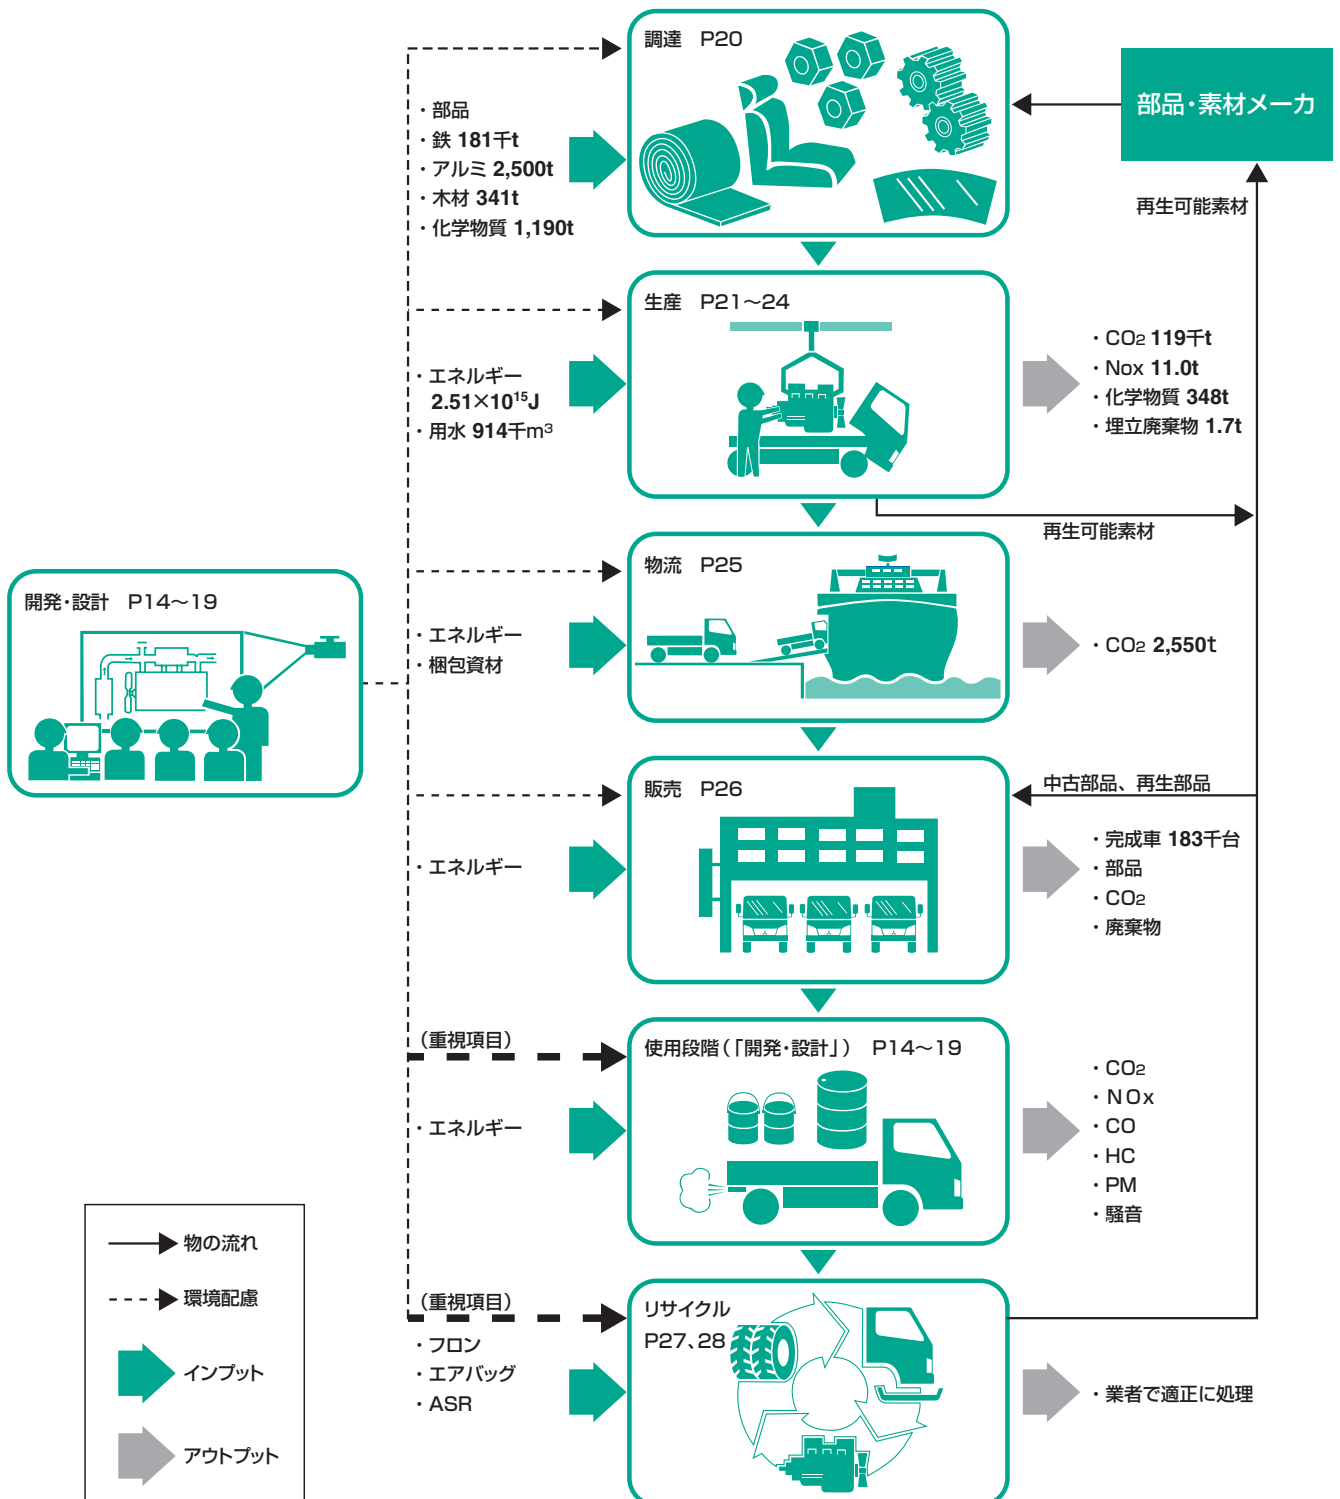 調達 P20
部品・素材メーカ
・部品
・鉄 181千t
・アルミ 2,500t
・木材 341t
・化学物質 1,190t
再生可能素材
生産 P21～24
・エネルギー
2.51×10¹⁵J
・用水 914千m³
・CO₂ 119千t
・Nox 11.0t
・化学物質 348t
・埋立廃棄物 1.7t
再生可能素材
開発・設計 P14～19
物流 P25
・エネルギー
・梱包資材
・CO₂ 2,550t
販売 P26
中古部品、再生部品
・エネルギー
・完成車 183千台
・部品
・CO₂
・廃棄物
（重視項目）
使用段階（「開発・設計」） P14～19
・エネルギー
・CO₂
・NOx
・CO
・HC
・PM
・騒音
（重視項目）
リサイクル
P27、28
・フロン
・エアバッグ
・ASR
・業者で適正に処理
物の流れ
環境配慮
インプット
アウトプット